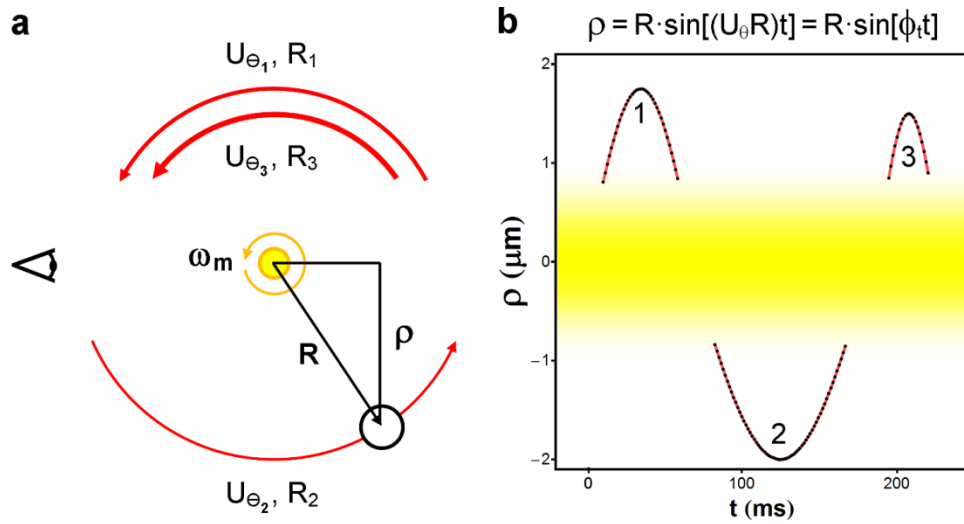 a
U_θ₁, R₁
U_θ₃, R₃
ω_m
R
ρ
U_θ₂, R₂
b
ρ = R·sin[(U_θR)t] = R·sin[ϕ_tt]
2
1
0
−1
−2
ρ (μm)
1
2
3
0
100
200
t (ms)